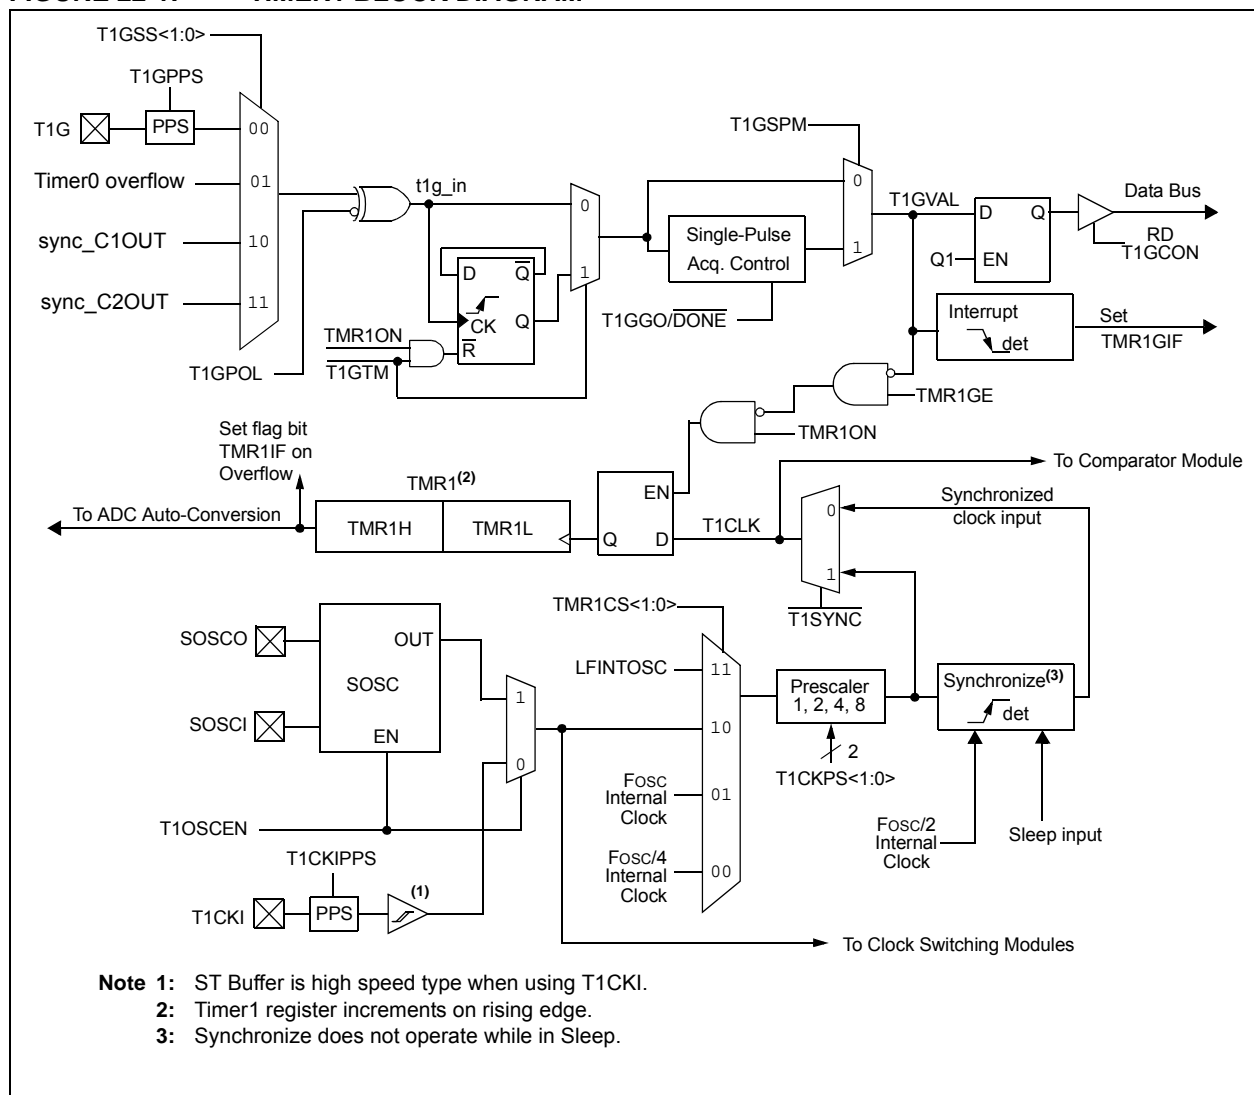 T1GSS<1:0>
T1GPPS
T1G
PPS
00
Timer0 overflow
01
sync_C1OUT
10
sync_C2OUT
11
T1GPOL
t1g_in
D
Q
CK
Q
R
TMR1ON
T1GTM
0
1
Single-Pulse
Acq. Control
T1GGO/DONE
T1GSPM
0
1
T1GVAL
D
Q
Q1
EN
Data Bus
RD
T1GCON
Interrupt
det
Set
TMR1GIF
TMR1GE
TMR1ON
Set flag bit
TMR1IF on
Overflow
TMR1(2)
To ADC Auto-Conversion
TMR1H
TMR1L
EN
Q
D
T1CLK
To Comparator Module
0
1
Synchronized
clock input
T1SYNC
SOSCO
OUT
SOSC
SOSCI
EN
1
0
T1OSCEN
T1CKIPPS
T1CKI
PPS
(1)
TMR1CS<1:0>
LFINTOSC
11
10
FOSC
Internal
Clock
01
FOSC/4
Internal
Clock
00
Prescaler
1, 2, 4, 8
2
T1CKPS<1:0>
Synchronize(3)
det
FOSC/2
Internal
Clock
Sleep input
To Clock Switching Modules
Note 1: ST Buffer is high speed type when using T1CKI.
2: Timer1 register increments on rising edge.
3: Synchronize does not operate while in Sleep.